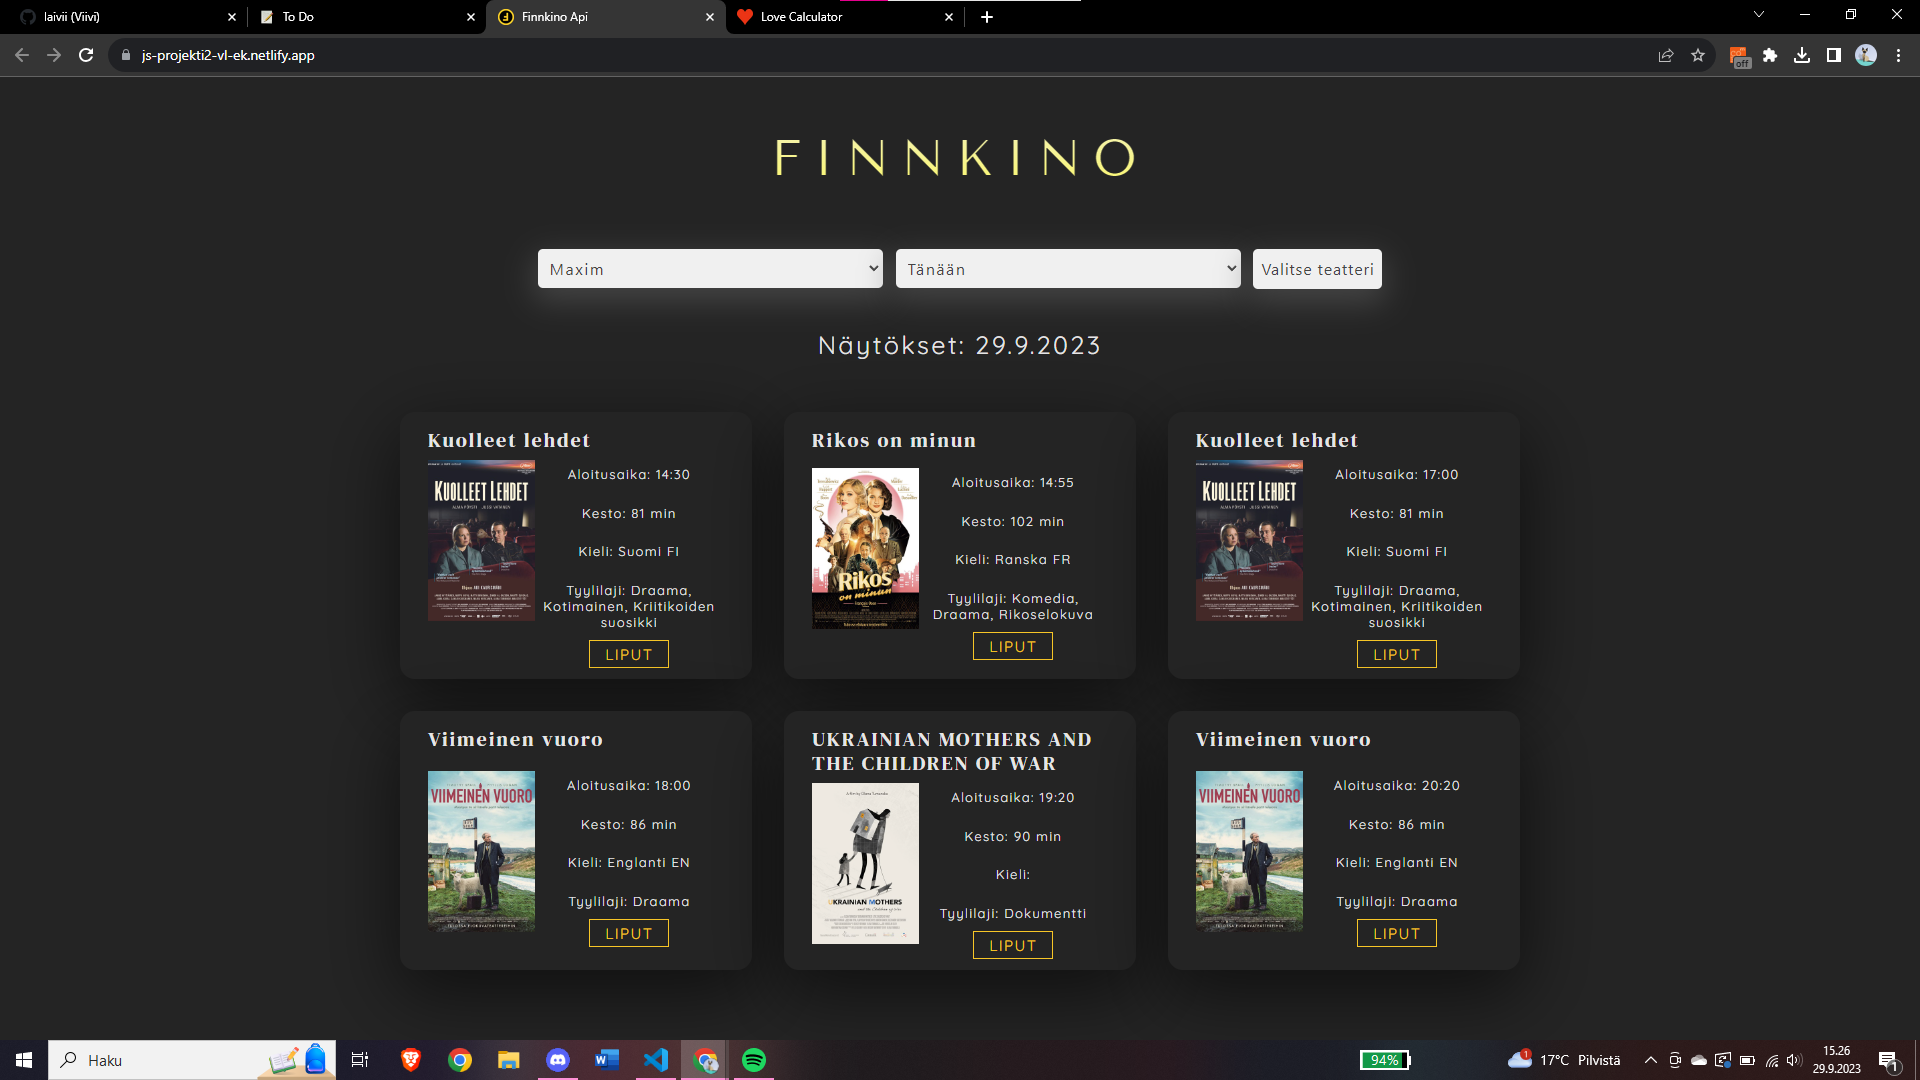 laivii (Viivi)
To Do
Finnkino Api
Love Calculator
js-projekti2-vl-ek.netlify.app
off
FINNKINO
Maxim
Tänään
Valitse teatteri
Näytökset: 29.9.2023
Kuolleet lehdet
KUOLLEET LEHDET
Aloitusaika: 14:30
Kesto: 81 min
Kieli: Suomi FI
Tyylilaji: Draama,
Kotimainen, Kriitikoiden
suosikki
LIPUT
Rikos on minun
Rikos
on minun
Aloitusaika: 14:55
Kesto: 102 min
Kieli: Ranska FR
Tyylilaji: Komedia,
Draama, Rikoselokuva
LIPUT
Kuolleet lehdet
KUOLLEET LEHDET
Aloitusaika: 17:00
Kesto: 81 min
Kieli: Suomi FI
Tyylilaji: Draama,
Kotimainen, Kriitikoiden
suosikki
LIPUT
Viimeinen vuoro
VIIMEINEN VUORO
Aloitusaika: 18:00
Kesto: 86 min
Kieli: Englanti EN
Tyylilaji: Draama
LIPUT
UKRAINIAN MOTHERS AND
THE CHILDREN OF WAR
UKRAINIAN MOTHERS
Aloitusaika: 19:20
Kesto: 90 min
Kieli:
Tyylilaji: Dokumentti
LIPUT
Viimeinen vuoro
VIIMEINEN VUORO
Aloitusaika: 20:20
Kesto: 86 min
Kieli: Englanti EN
Tyylilaji: Draama
LIPUT
Haku
94%
1
17°C Pilvistä
15.26
29.9.2023
1